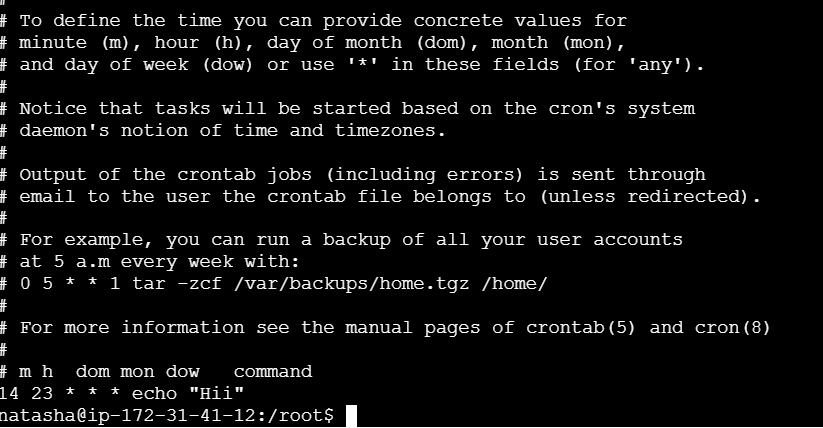 #
# To define the time you can provide concrete values for
# minute (m), hour (h), day of month (dom), month (mon),
# and day of week (dow) or use '*' in these fields (for 'any').
#
# Notice that tasks will be started based on the cron's system
# daemon's notion of time and timezones.
#
# Output of the crontab jobs (including errors) is sent through
# email to the user the crontab file belongs to (unless redirected).
#
# For example, you can run a backup of all your user accounts
# at 5 a.m every week with:
# 0 5 * * 1 tar -zcf /var/backups/home.tgz /home/
#
# For more information see the manual pages of crontab(5) and cron(8)
#
# m h  dom mon dow   command
14 23 * * * echo "Hii"
natasha@ip-172-31-41-12:/root$